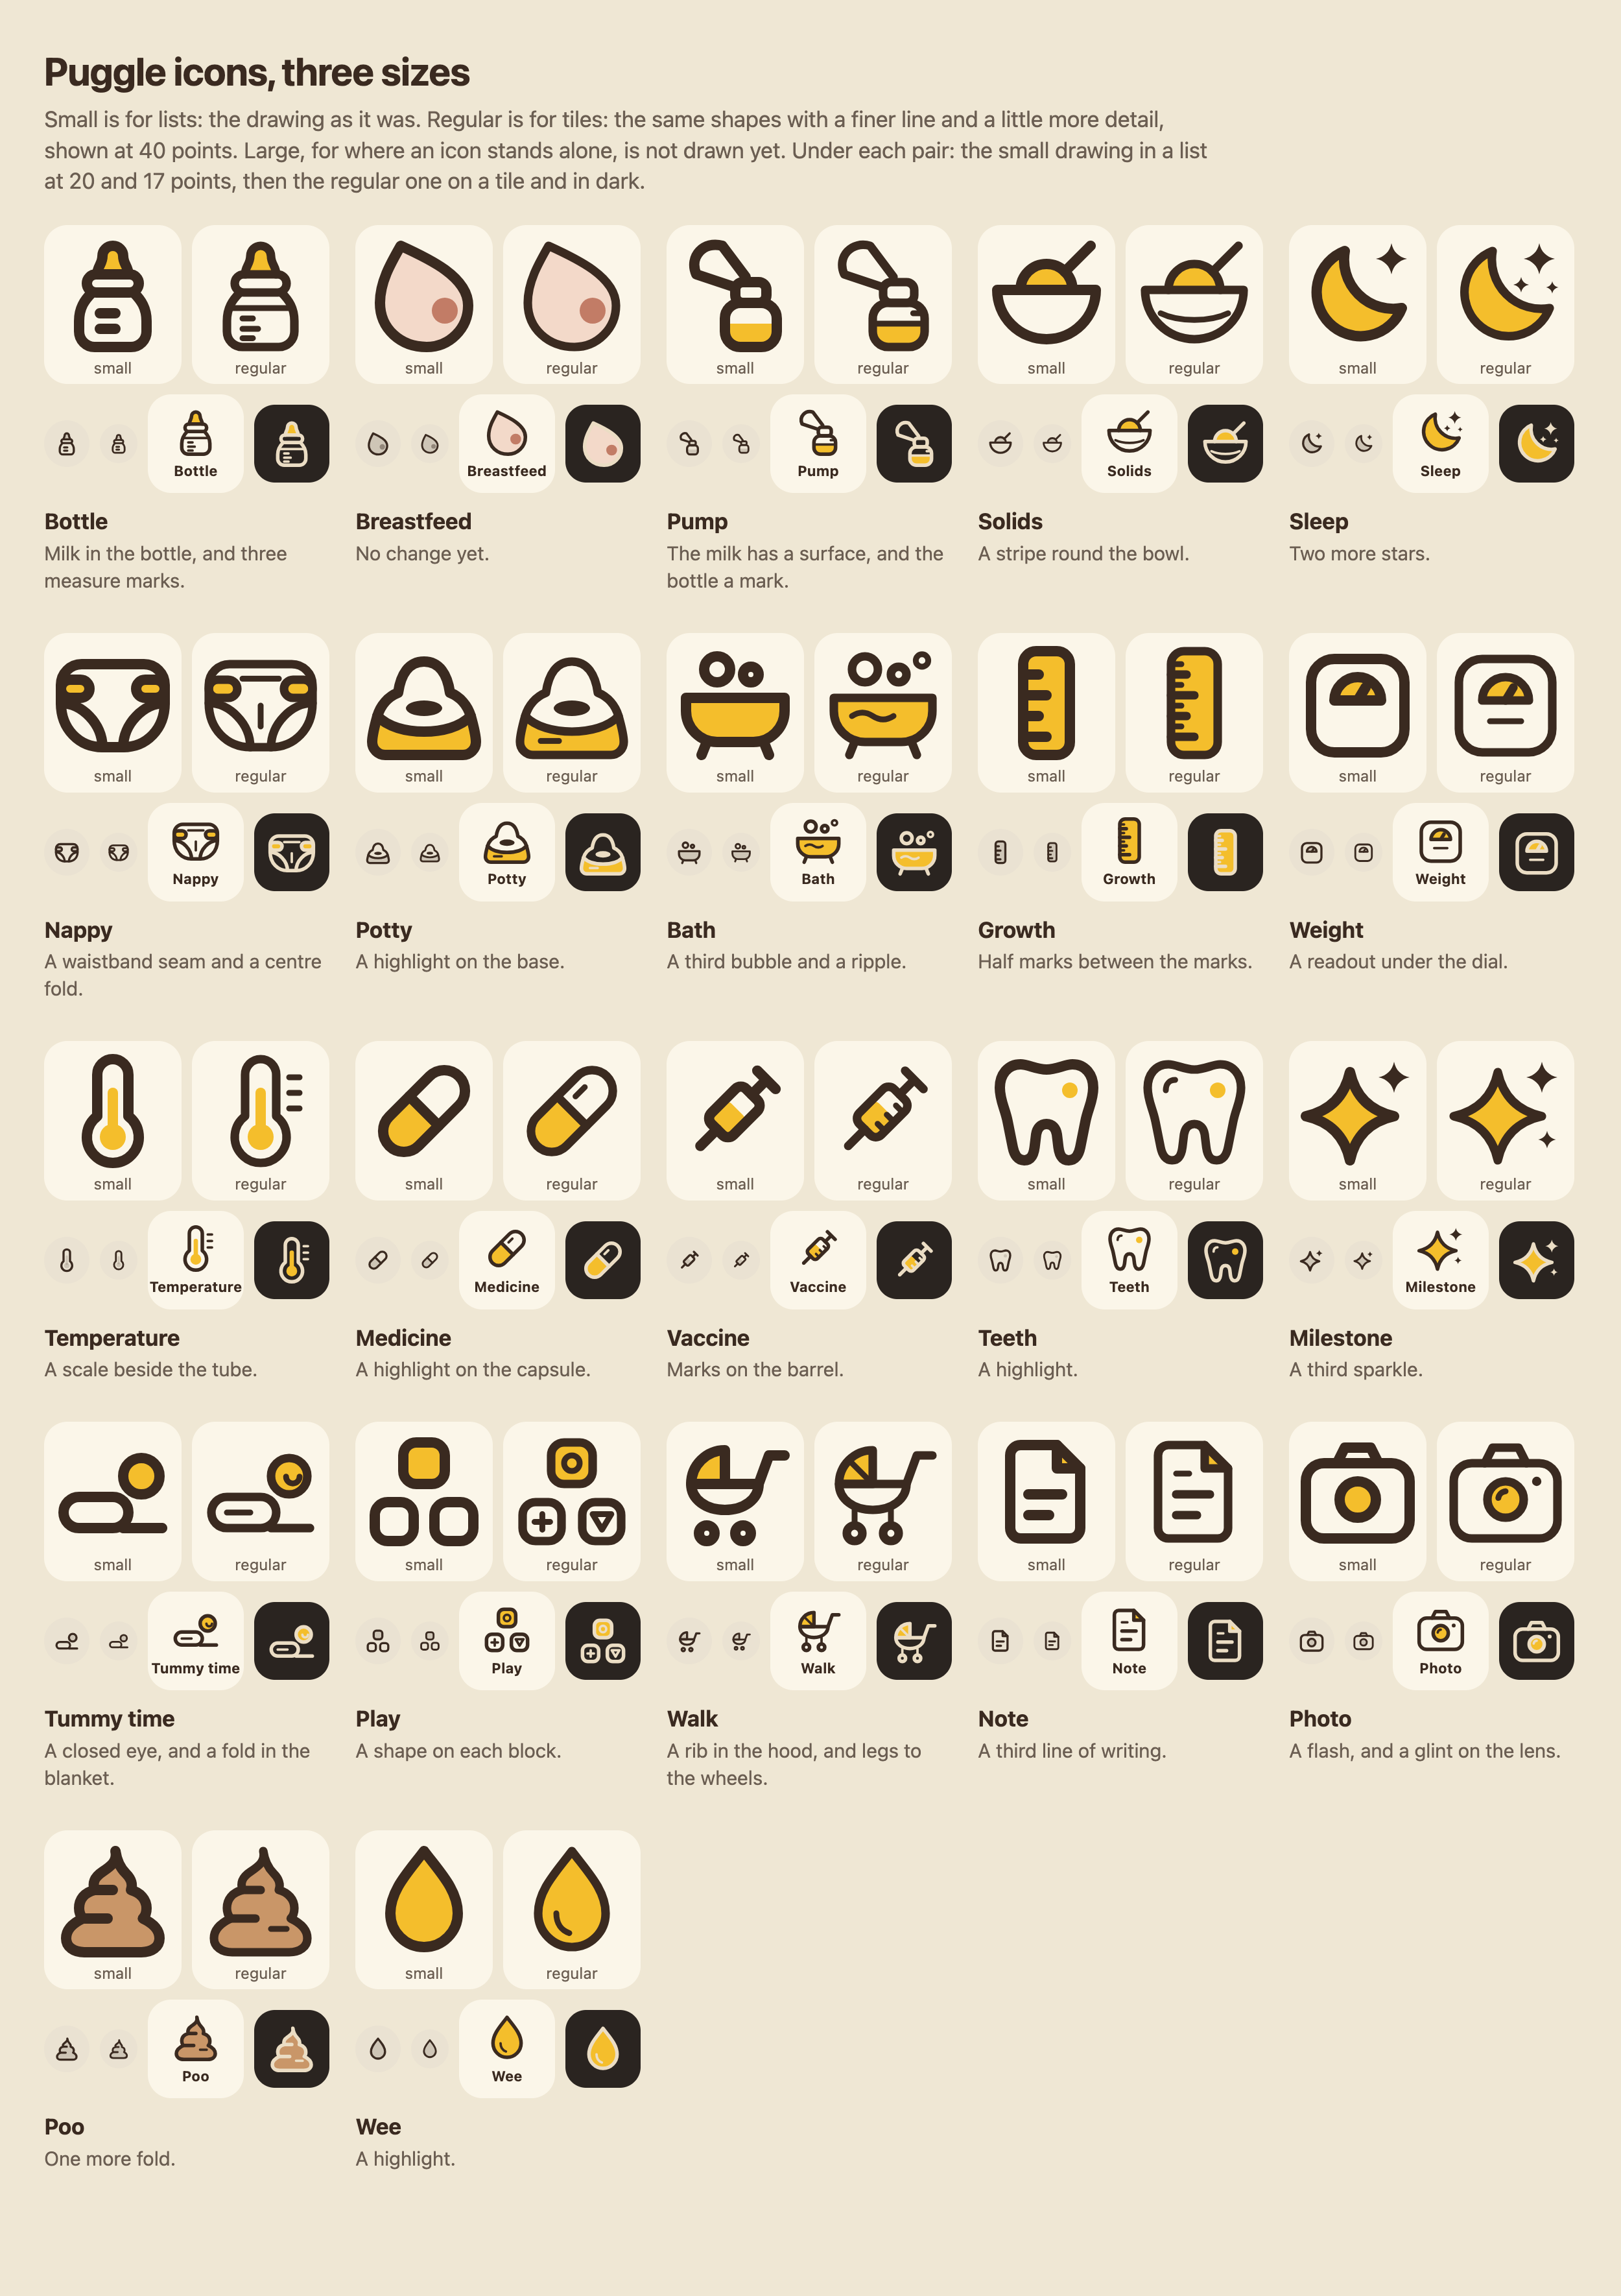 Puggle icons, three sizes
Small is for lists: the drawing as it was. Regular is for tiles: the same shapes with a finer line and a little more detail,
shown at 40 points. Large, for where an icon stands alone, is not drawn yet. Under each pair: the small drawing in a list
at 20 and 17 points, then the regular one on a tile and in dark.
small
regular
small
regular
small
regular
small
regular
small
regular
Bottle
Breastfeed
Pump
Solids
Sleep
Bottle
Milk in the bottle, and three
measure marks.
Breastfeed
No change yet.
Pump
The milk has a surface, and the
bottle a mark.
Solids
A stripe round the bowl.
Sleep
Two more stars.
small
regular
small
regular
small
regular
small
regular
small
regular
Nappy
Potty
Bath
Growth
Weight
Nappy
A waistband seam and a centre
fold.
Potty
A highlight on the base.
Bath
A third bubble and a ripple.
Growth
Half marks between the marks.
Weight
A readout under the dial.
small
regular
small
regular
small
regular
small
regular
small
regular
Temperature
Medicine
Vaccine
Teeth
Milestone
Temperature
A scale beside the tube.
Medicine
A highlight on the capsule.
Vaccine
Marks on the barrel.
Teeth
A highlight.
Milestone
A third sparkle.
small
regular
small
regular
small
regular
small
regular
small
regular
Tummy time
Play
Walk
Note
Photo
Tummy time
A closed eye, and a fold in the
blanket.
Play
A shape on each block.
Walk
A rib in the hood, and legs to
the wheels.
Note
A third line of writing.
Photo
A flash, and a glint on the lens.
small
regular
small
regular
Poo
Wee
Poo
One more fold.
Wee
A highlight.